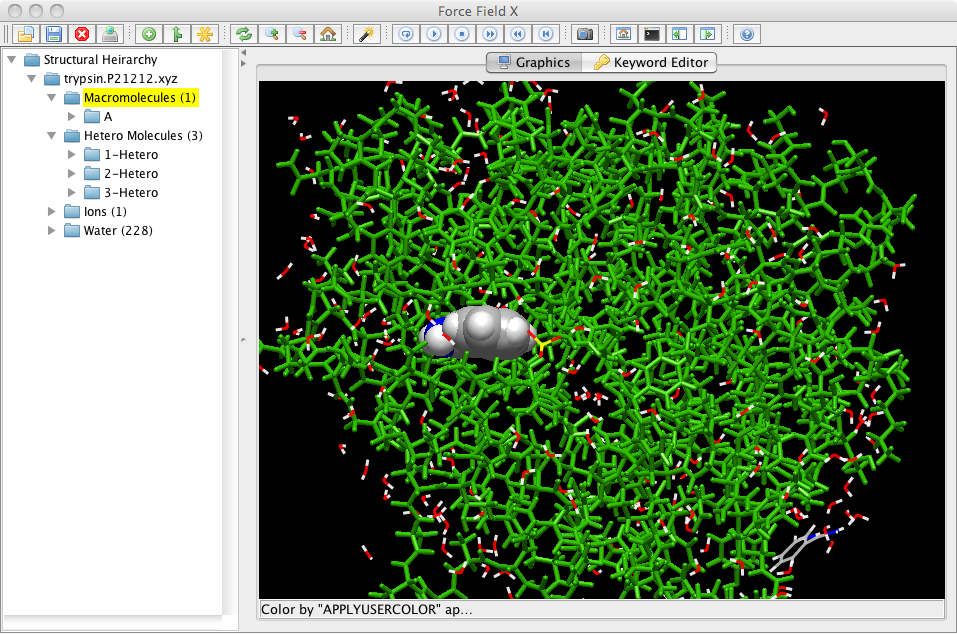 Force Field X
Structural Heirarchy
trypsin.P21212.xyz
Macromolecules (1)
A
Hetero Molecules (3)
1-Hetero
2-Hetero
3-Hetero
Ions (1)
Water (228)
Graphics
Keyword Editor
Color by "APPLYUSERCOLOR" ap...